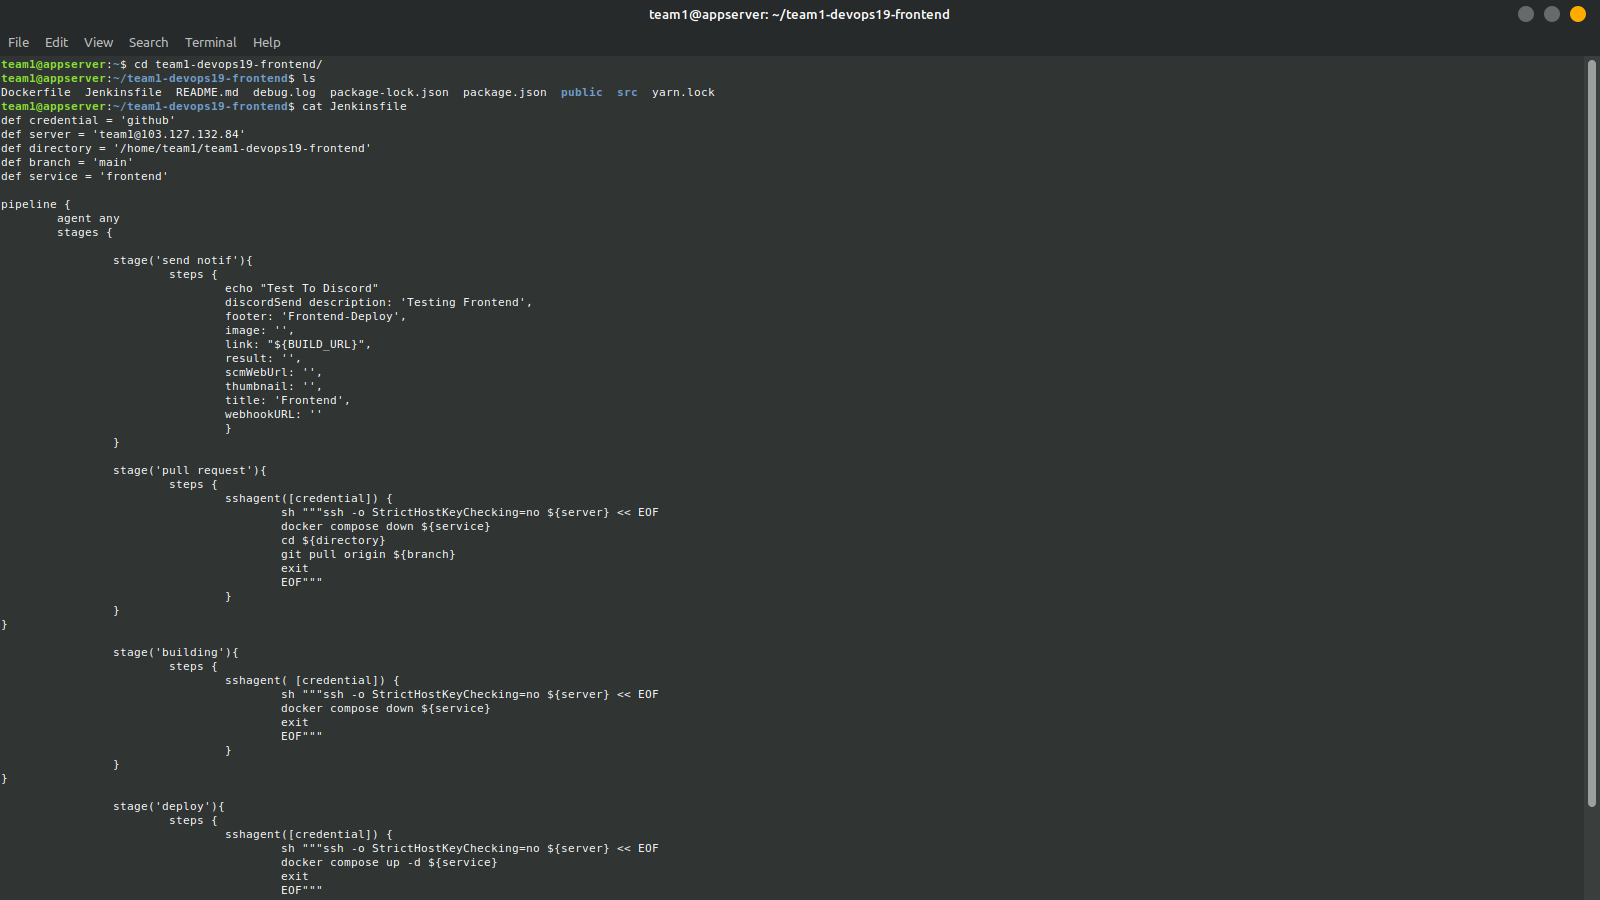 team1@appserver: ~/team1-devops19-frontend
File Edit View Search Terminal Help
team1@appserver:~$ cd team1-devops19-frontend/
team1@appserver:~/team1-devops19-frontend$ ls
Dockerfile  Jenkinsfile  README.md  debug.log  package-lock.json  package.json  public  src  yarn.lock
team1@appserver:~/team1-devops19-frontend$ cat Jenkinsfile
def credential = 'github'
def server = 'team1@103.127.132.84'
def directory = '/home/team1/team1-devops19-frontend'
def branch = 'main'
def service = 'frontend'

pipeline {
        agent any
        stages {

                stage('send notif'){
                        steps {
                                echo "Test To Discord"
                                discordSend description: 'Testing Frontend',
                                footer: 'Frontend-Deploy',
                                image: '',
                                link: "${BUILD_URL}",
                                result: '',
                                scmWebUrl: '',
                                thumbnail: '',
                                title: 'Frontend',
                                webhookURL: ''
                                }
                }

                stage('pull request'){
                        steps {
                                sshagent([credential]) {
                                        sh """ssh -o StrictHostKeyChecking=no ${server} << EOF
                                        docker compose down ${service}
                                        cd ${directory}
                                        git pull origin ${branch}
                                        exit
                                        EOF"""
                                }
                }
}

                stage('building'){
                        steps {
                                sshagent( [credential]) {
                                        sh """ssh -o StrictHostKeyChecking=no ${server} << EOF
                                        docker compose down ${service}
                                        exit
                                        EOF"""
                                }
                }
}

                stage('deploy'){
                        steps {
                                sshagent([credential]) {
                                        sh """ssh -o StrictHostKeyChecking=no ${server} << EOF
                                        docker compose up -d ${service}
                                        exit
                                        EOF"""